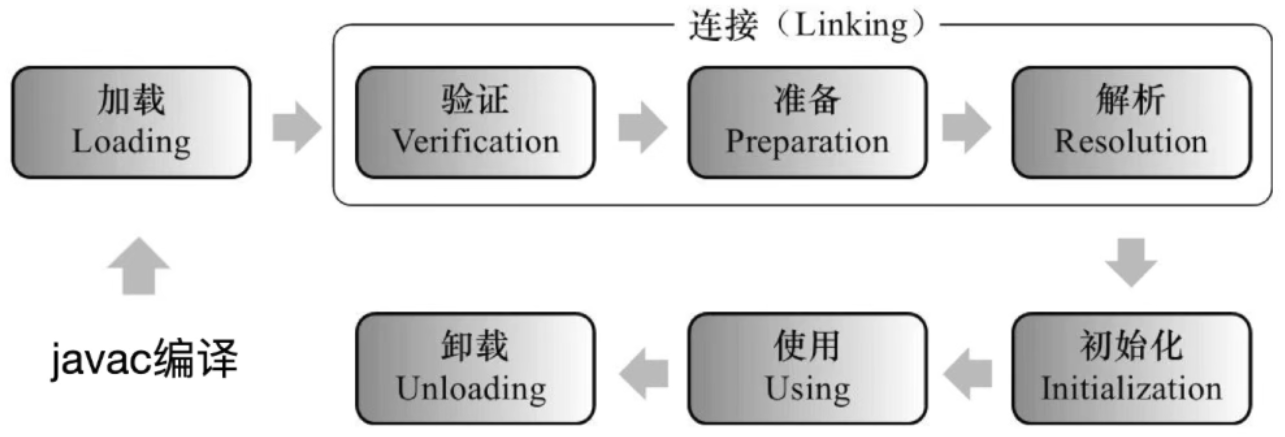 连接（Linking）
加载
Loading
验证
Verification
准备
Preparation
解析
Resolution
javac编译
卸载
Unloading
使用
Using
初始化
Initialization